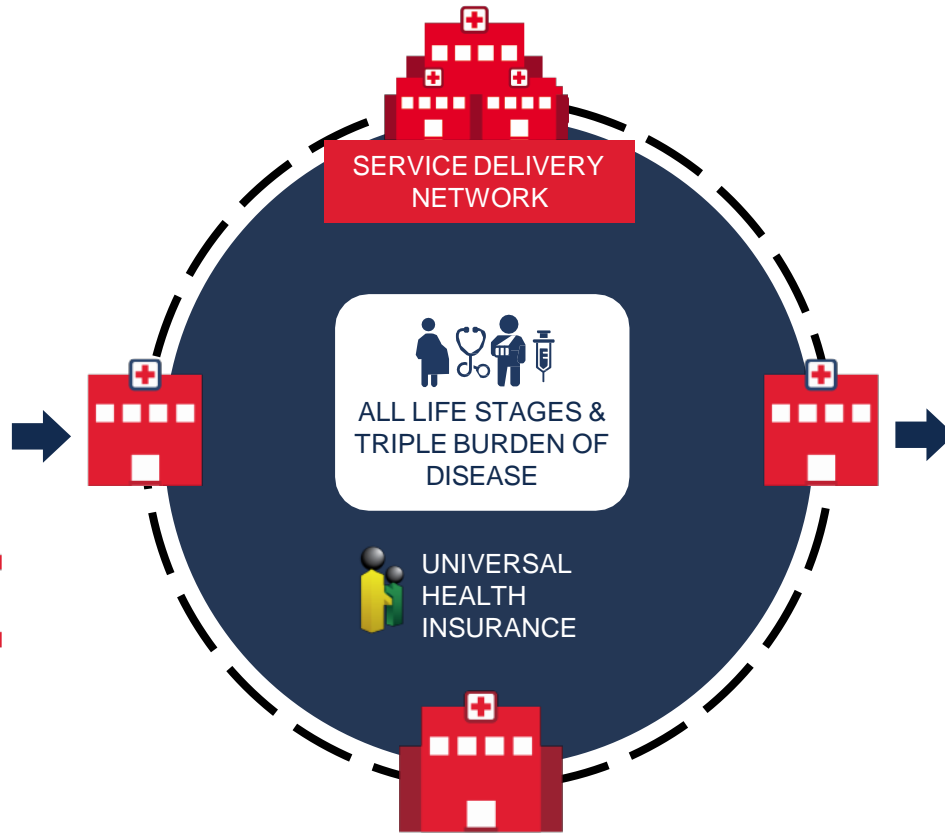 SERVICE DELIVERY
NETWORK
ALL LIFE STAGES &
TRIPLE BURDEN OF
DISEASE
UNIVERSAL
HEALTH
INSURANCE